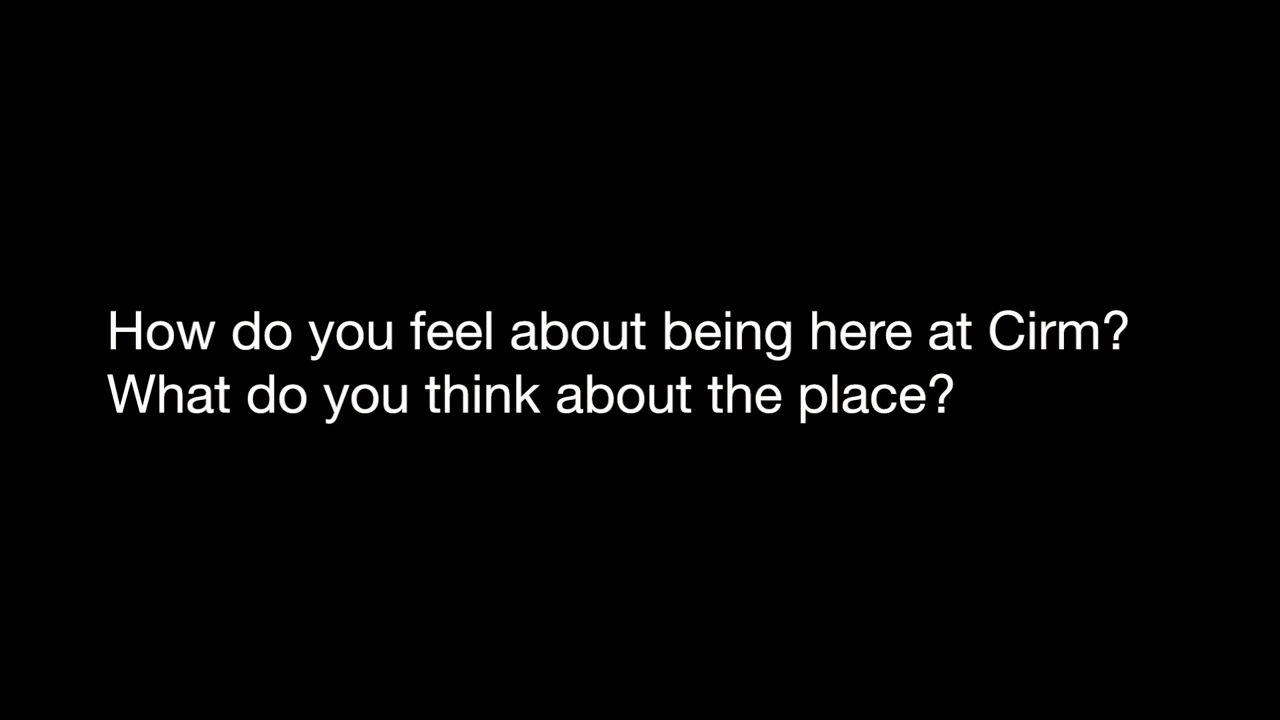 How do you feel about being here at Cirm?
What do you think about the place?